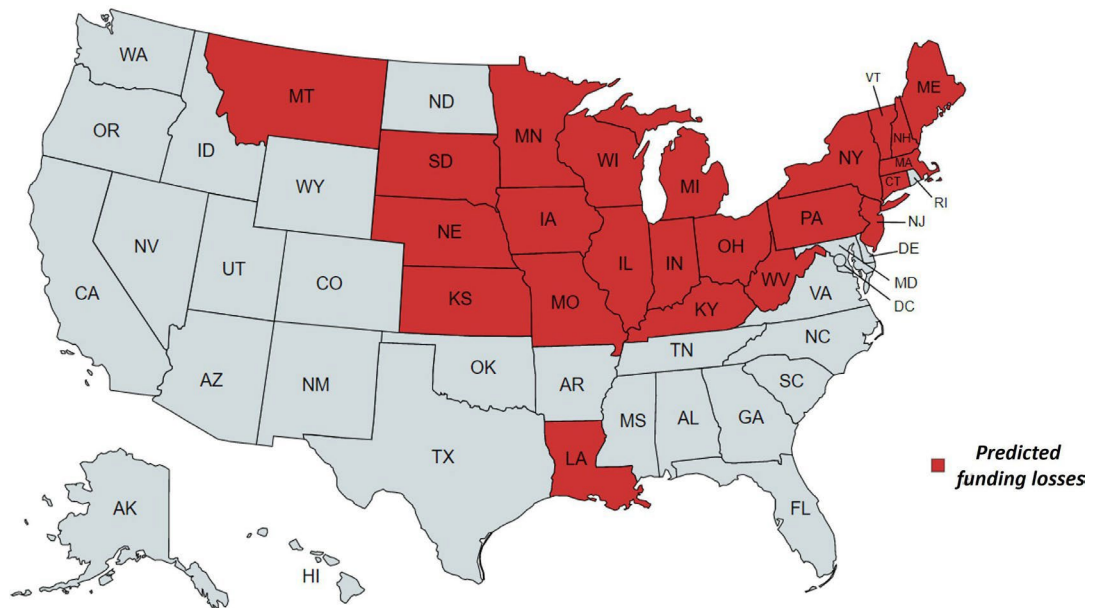 WA
MT
ND
MN
VT
ME
OR
ID
SD
WI
NY
NH
MA
WY
MI
CT
RI
NE
IA
PA
NJ
NV
IL
IN
OH
DE
UT
CO
WV
MD
CA
KS
MO
KY
VA
DC
TN
NC
AZ
NM
OK
AR
SC
MS
AL
GA
TX
LA
Predicted
funding losses
AK
FL
HI